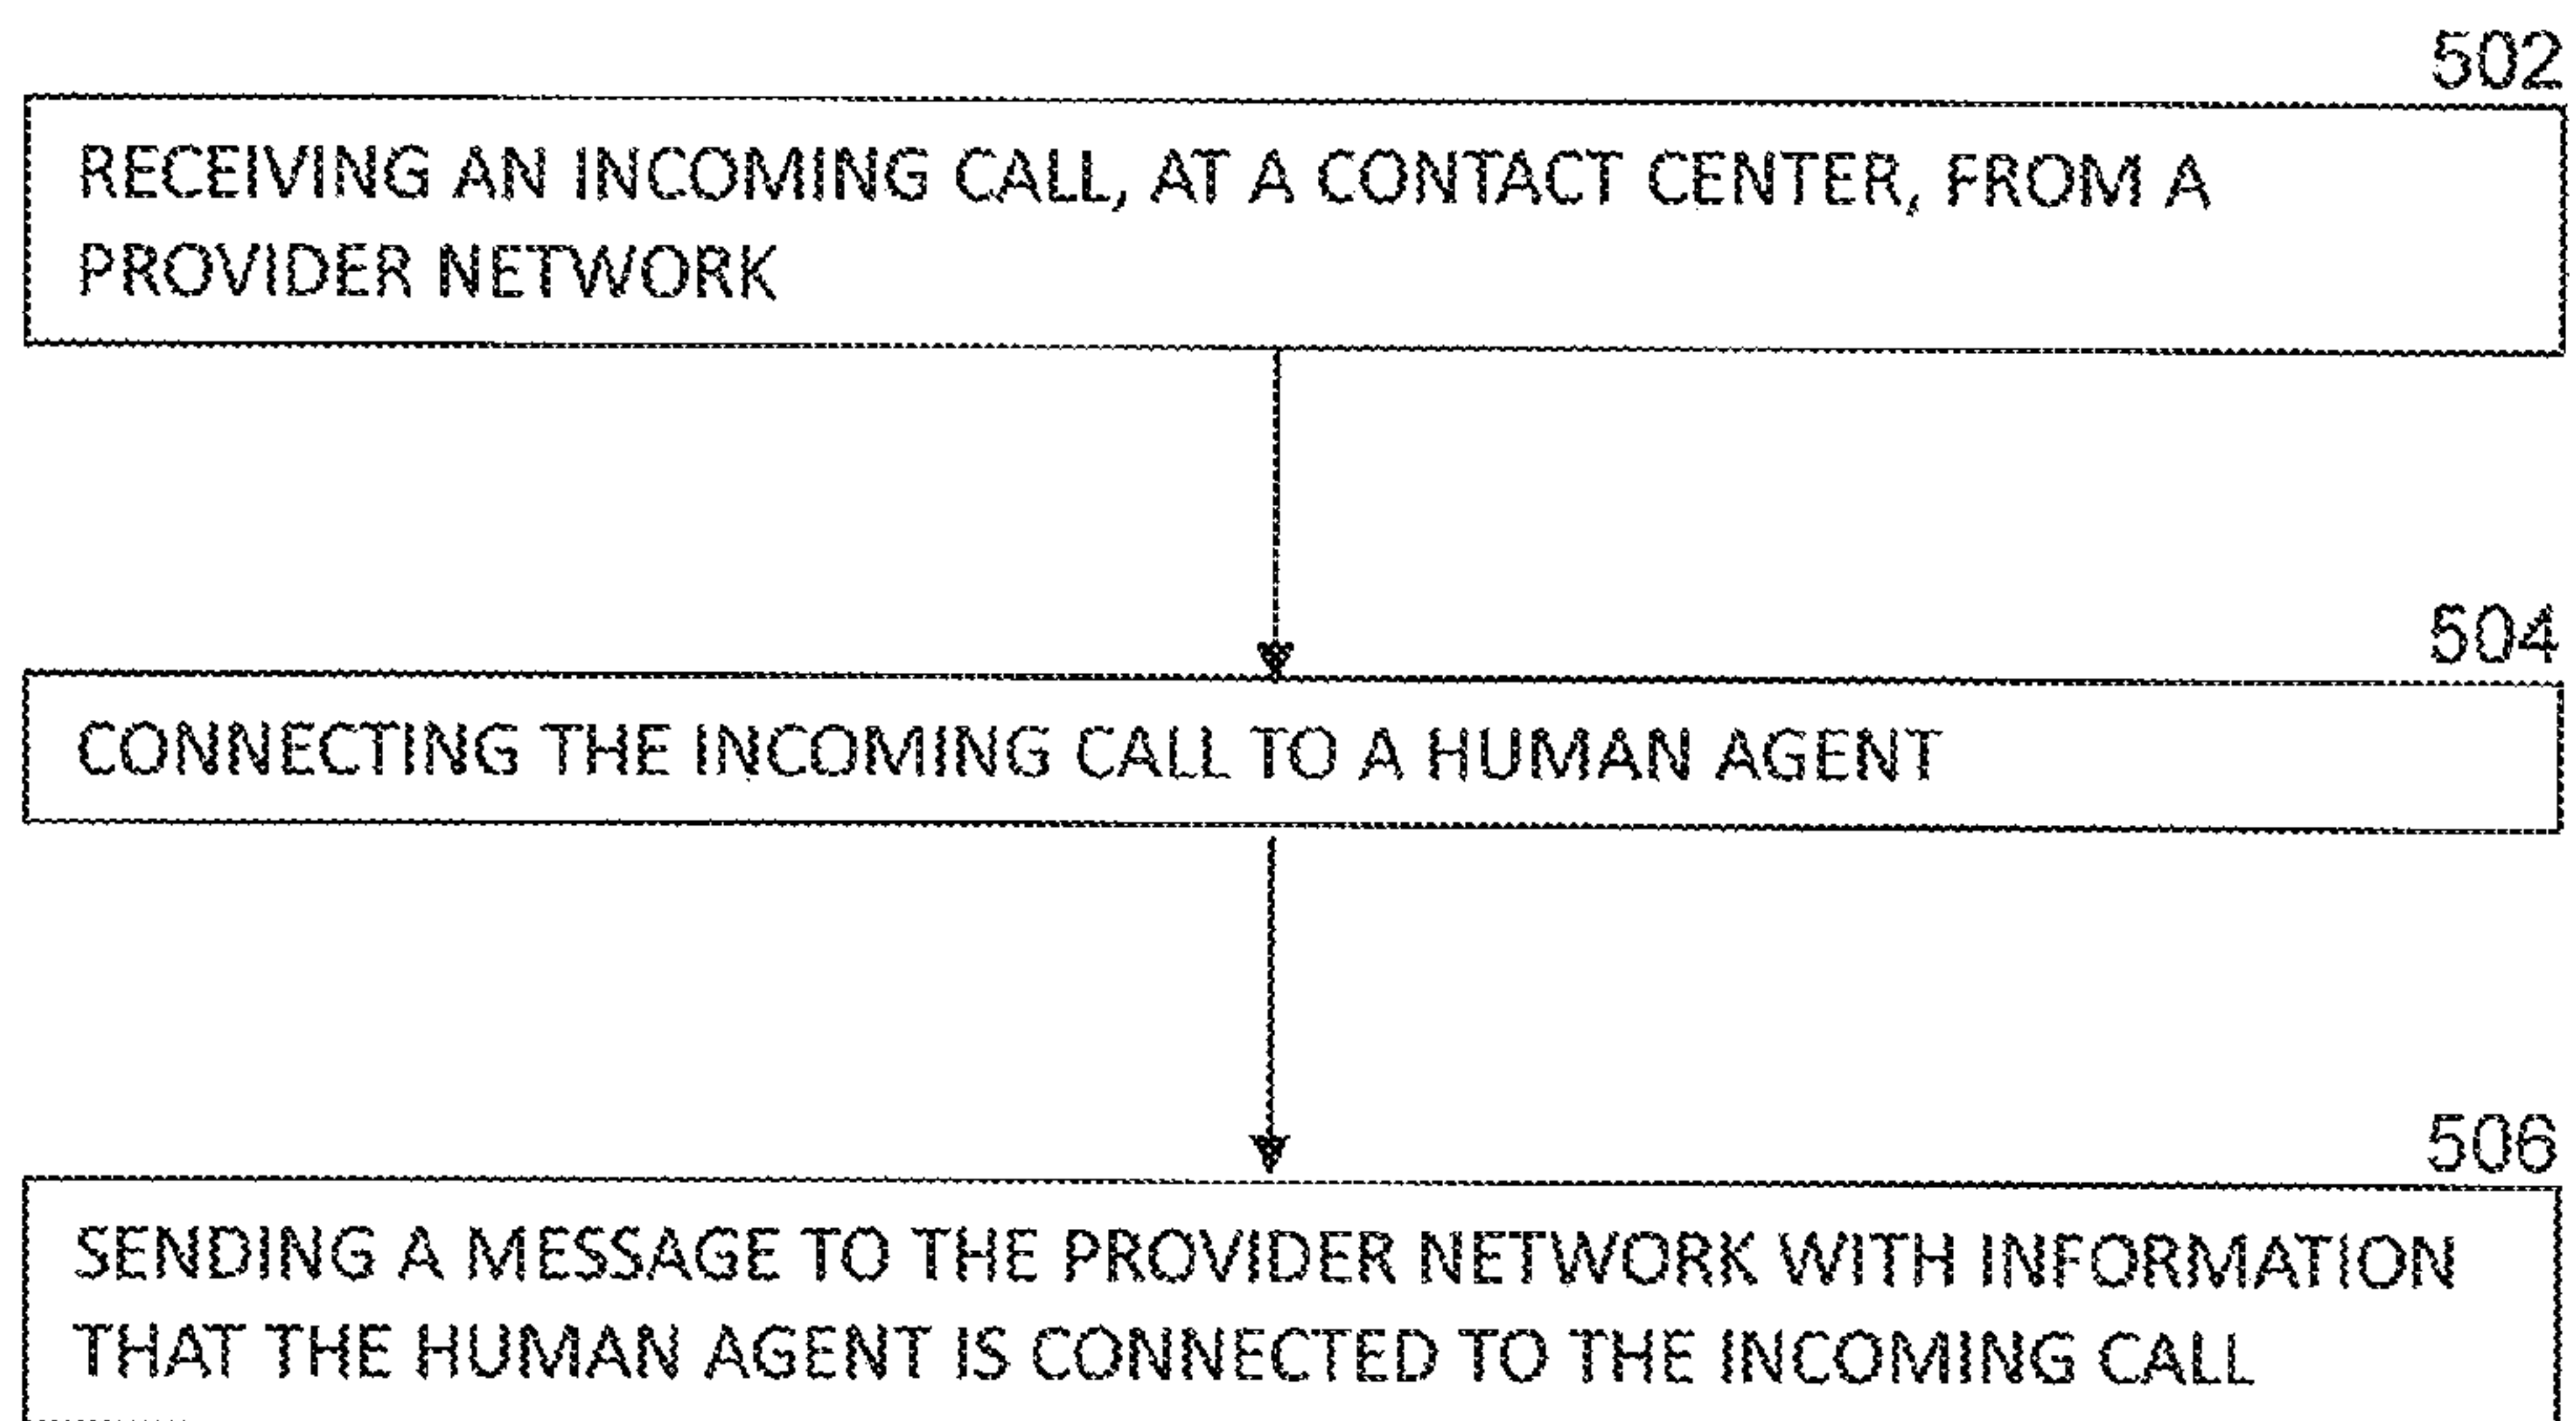 502
RECEIVING AN INCOMING CALL, AT A CONTACT CENTER, FROM A
PROVIDER NETWORK
504
CONNECTING THE INCOMING CALL TO A HUMAN AGENT
506
SENDING A MESSAGE TO THE PROVIDER NETWORK WITH INFORMATION
THAT THE HUMAN AGENT IS CONNECTED TO THE INCOMING CALL